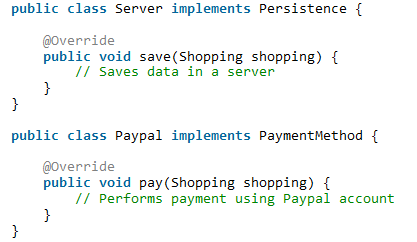 public class Server implements Persistence {
@Override
public void save(Shopping shopping) {
// Saves data in a server
}
}
public class Paypal implements PaymentMethod {
@Override
public void pay(Shopping shopping) {
// Performs payment using Paypal account
}
}